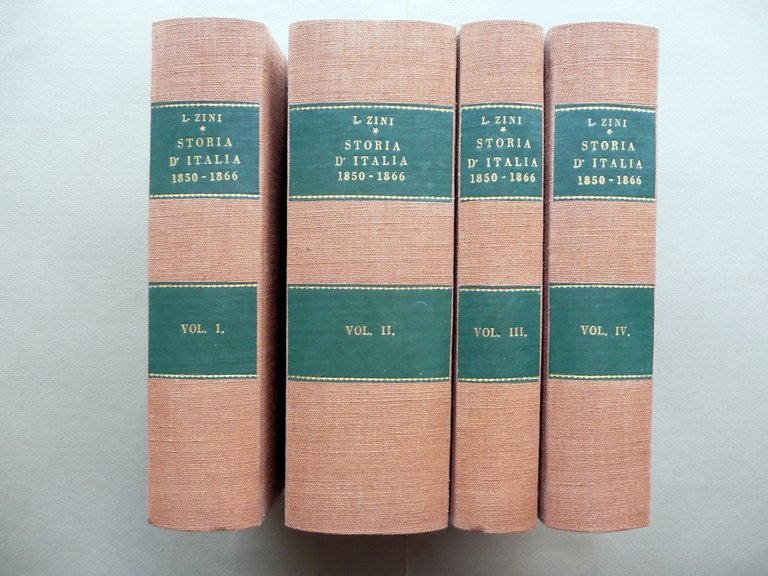 L. ZINI
*
STORIA
D' ITALIA
1850 - 1866
VOL. I.
L. ZINI
*
STORIA
D' ITALIA
1850 - 1866
VOL. II.
L. ZINI
*
STORIA
D' ITALIA
1850 - 1866
VOL. III.
L. ZINI
*
STORIA
D' ITALIA
1850 - 1866
VOL. IV.